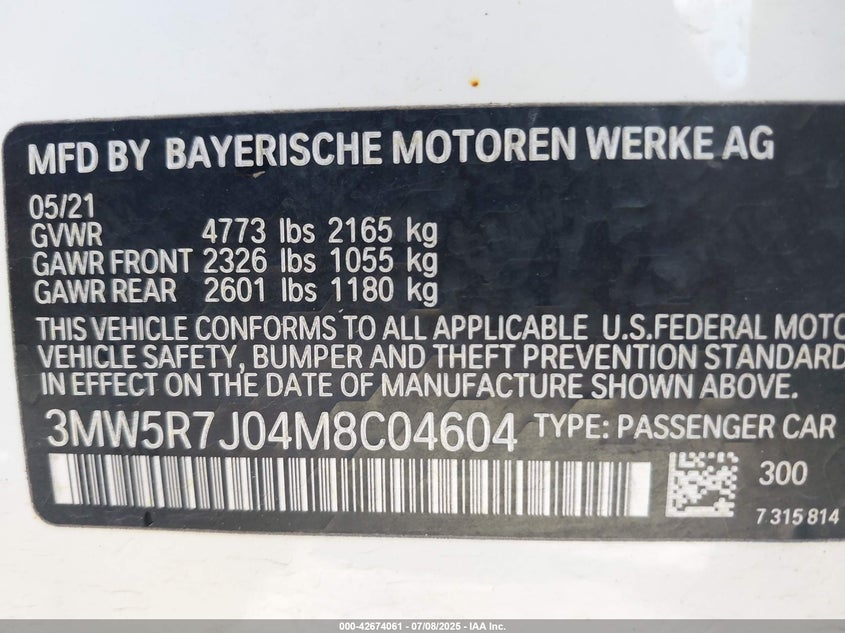 MFD BY BAYERISCHE MOTOREN WERKE AG
05/21
GVWR 4773 lbs 2165 kg
GAWR FRONT 2326 lbs 1055 kg
GAWR REAR 2601 lbs 1180 kg
THIS VEHICLE CONFORMS TO ALL APPLICABLE U.S.FEDERAL MOTO
VEHICLE SAFETY, BUMPER AND THEFT PREVENTION STANDARD
IN EFFECT ON THE DATE OF MANUFACTURE SHOWN ABOVE.
3MW5R7J04M8C04604 TYPE: PASSENGER CAR
300
7 315 814
000-42674061 - 07/08/2025 - IAA Inc.